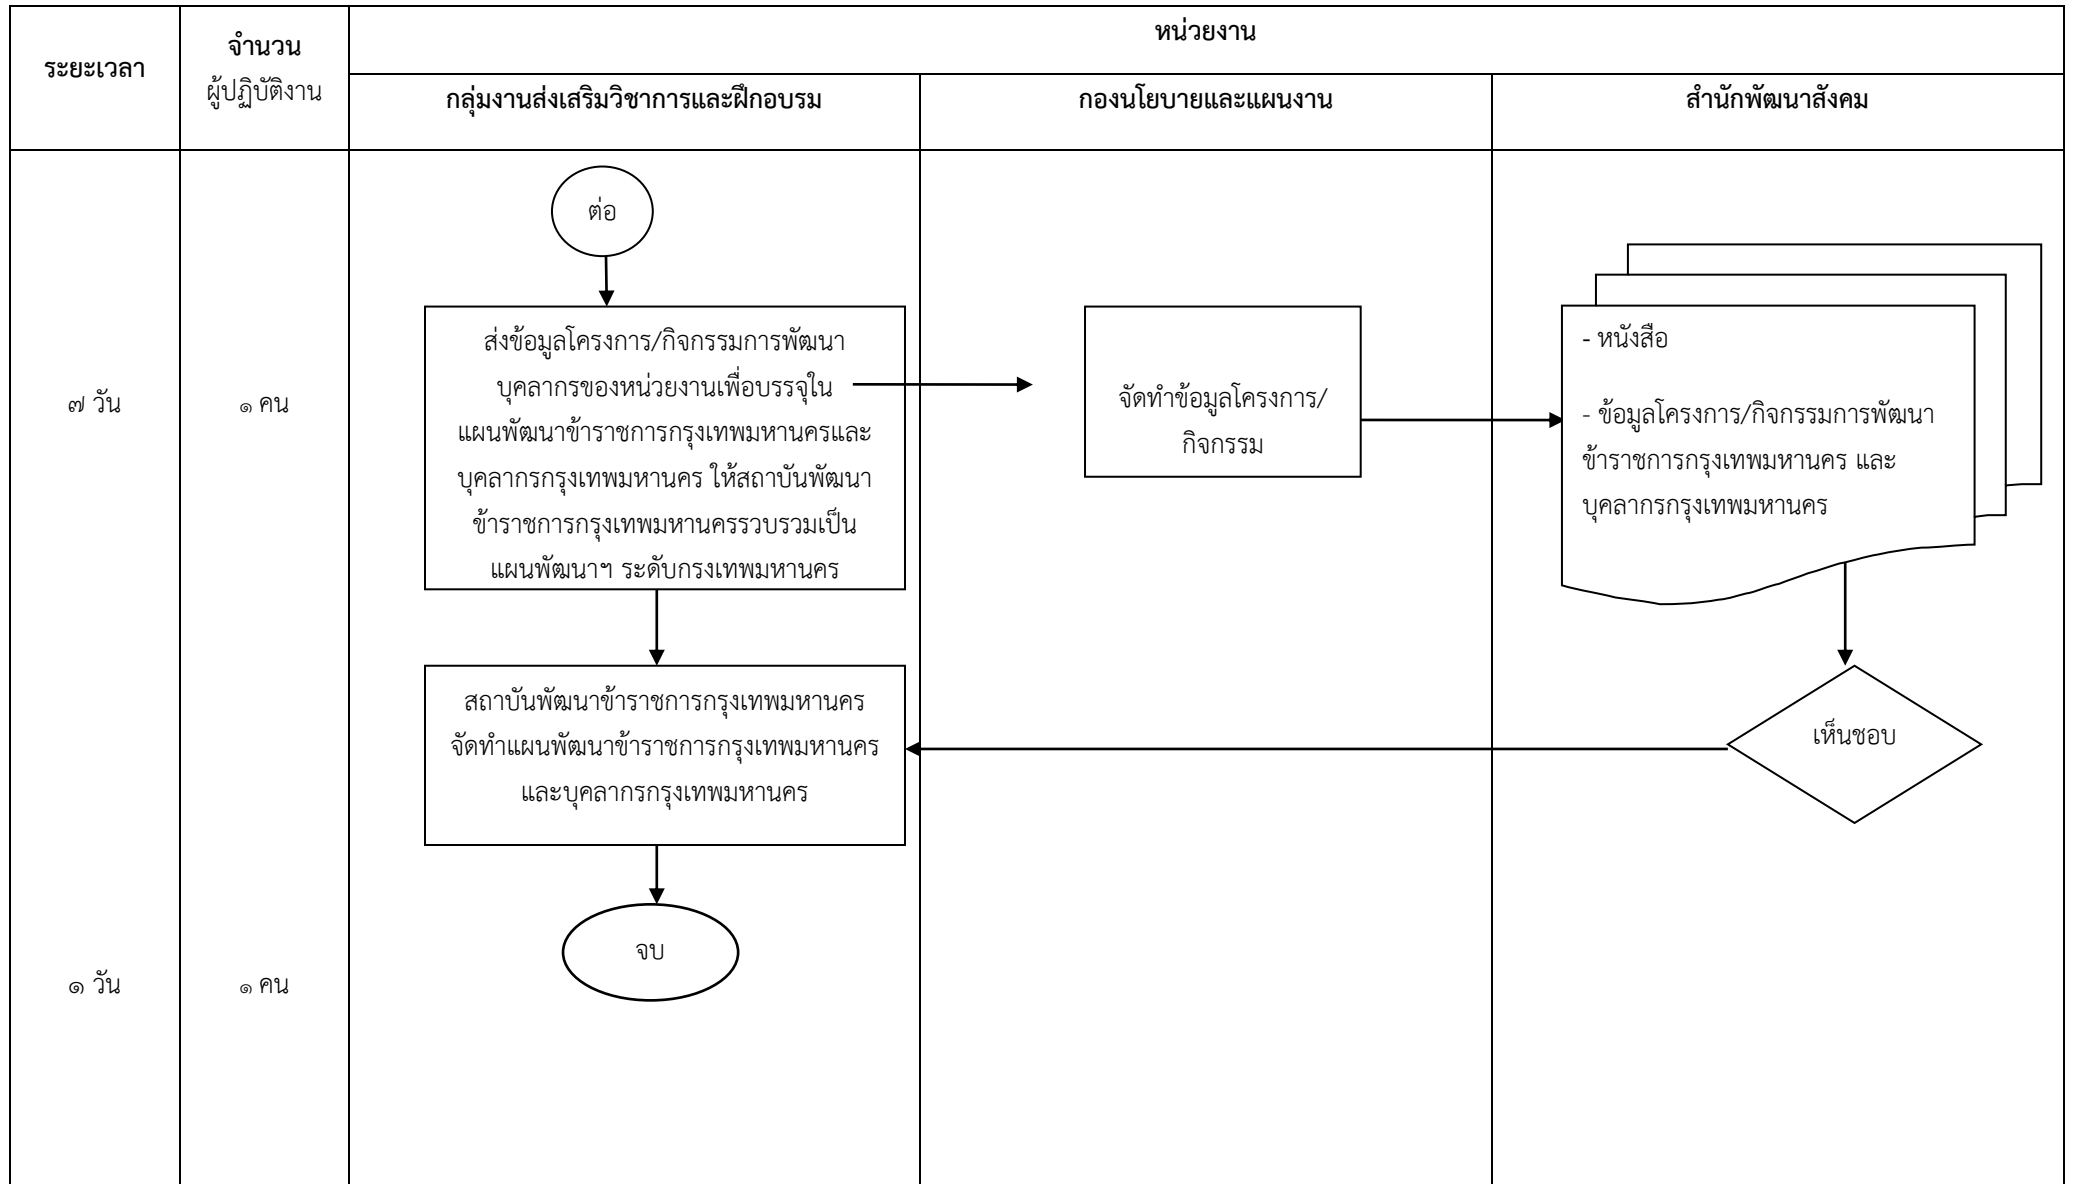 ระยะเวลา
จำนวน
ผู้ปฏิบัติงาน
หน่วยงาน
กลุ่มงานส่งเสริมวิชาการและฝึกอบรม
กองนโยบายและแผนงาน
สำนักพัฒนาสังคม
ต่อ
๗ วัน
๑ คน
ส่งข้อมูลโครงการ/กิจกรรมการพัฒนา
บุคลากรของหน่วยงานเพื่อบรรจุใน
แผนพัฒนาข้าราชการกรุงเทพมหานครและ
บุคลากรกรุงเทพมหานคร ให้สถาบันพัฒนา
ข้าราชการกรุงเทพมหานครรวบรวมเป็น
แผนพัฒนาฯ ระดับกรงเทพมหานคร
จัดทำข้อมูลโครงการ/
กิจกรรม
- หนังสือ
- ข้อมูลโครงการ/กิจกรรมการพัฒนา
ข้าราชการกรุงเทพมหานคร และ
บุคลากรกรุงเทพมหานคร
สถาบันพัฒนาข้าราชการกรุงเทพมหานคร
จัดทำแผนพัฒนาข้าราชการกรุงเทพมหานคร
และบุคลากรกรุงเทพมหานคร
เห็นชอบ
จบ
๑ วัน
๑ คน